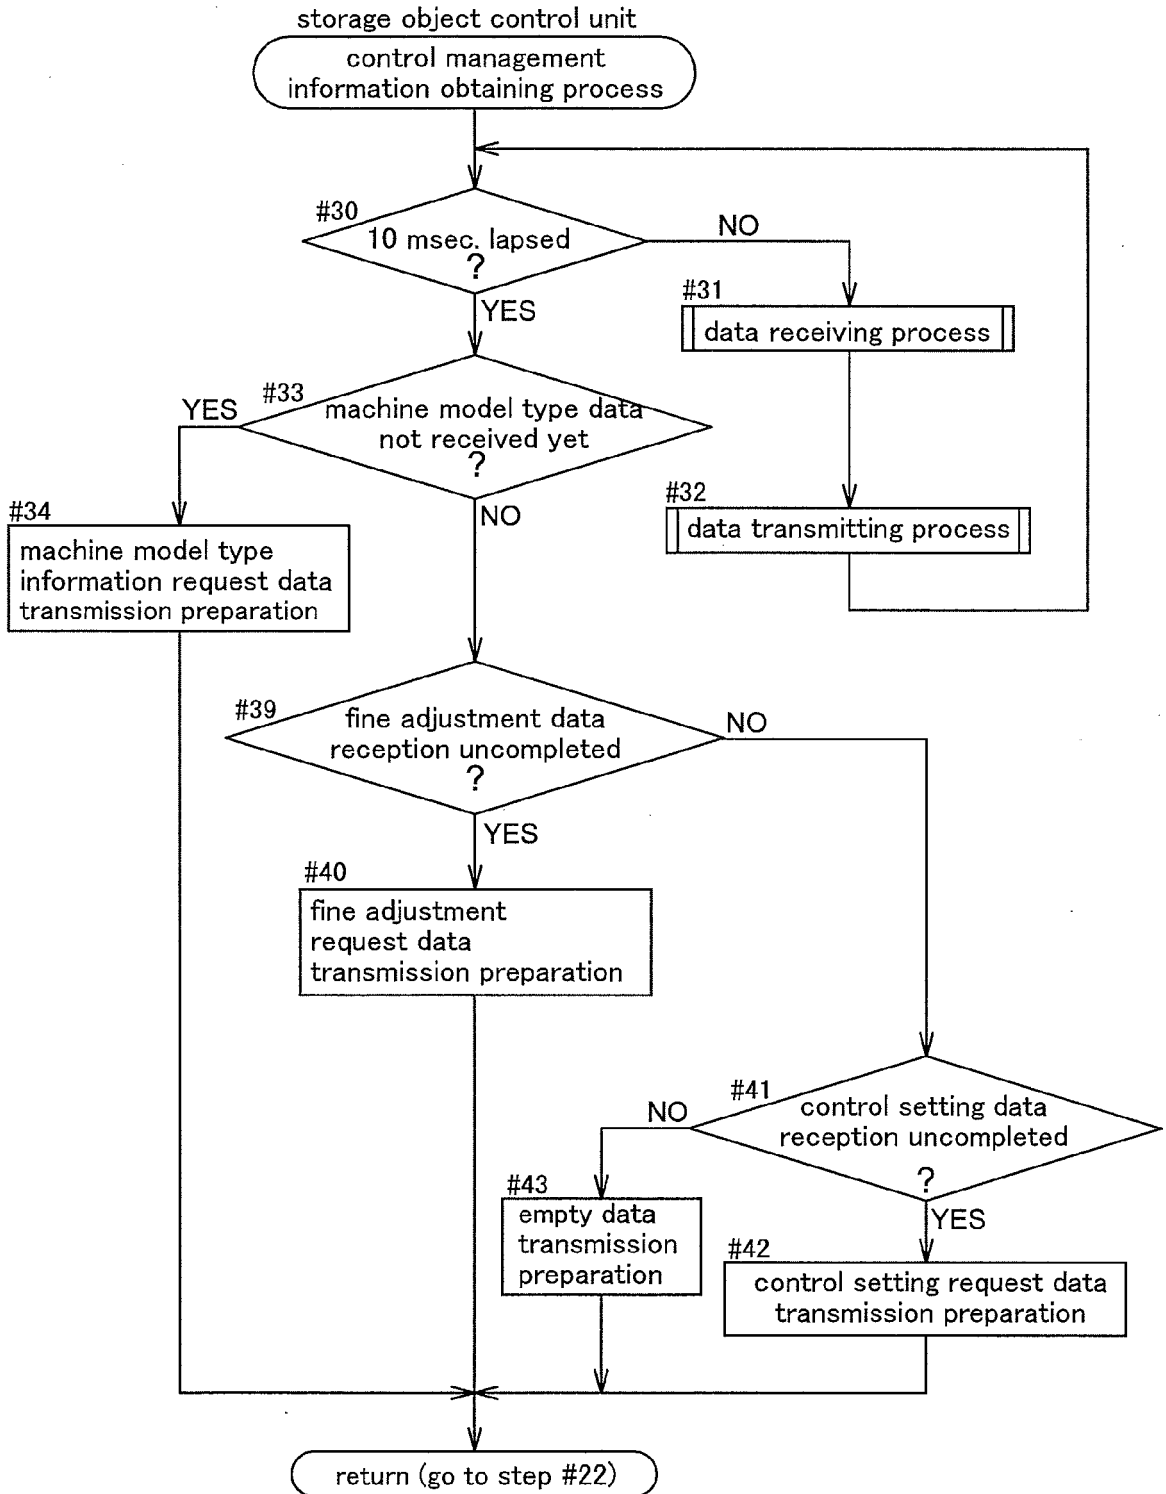 storage object control unit
control management
information obtaining process
#30
10 msec. lapsed
?
NO
YES
#31
data receiving process
#32
data transmitting process
#33
machine model type data
not received yet
?
YES
NO
#34
machine model type
information request data
transmission preparation
#39
fine adjustment data
reception uncompleted
?
NO
YES
#40
fine adjustment
request data
transmission preparation
#41
control setting data
reception uncompleted
?
NO
YES
#43
empty data
transmission
preparation
#42
control setting request data
transmission preparation
return (go to step #22)